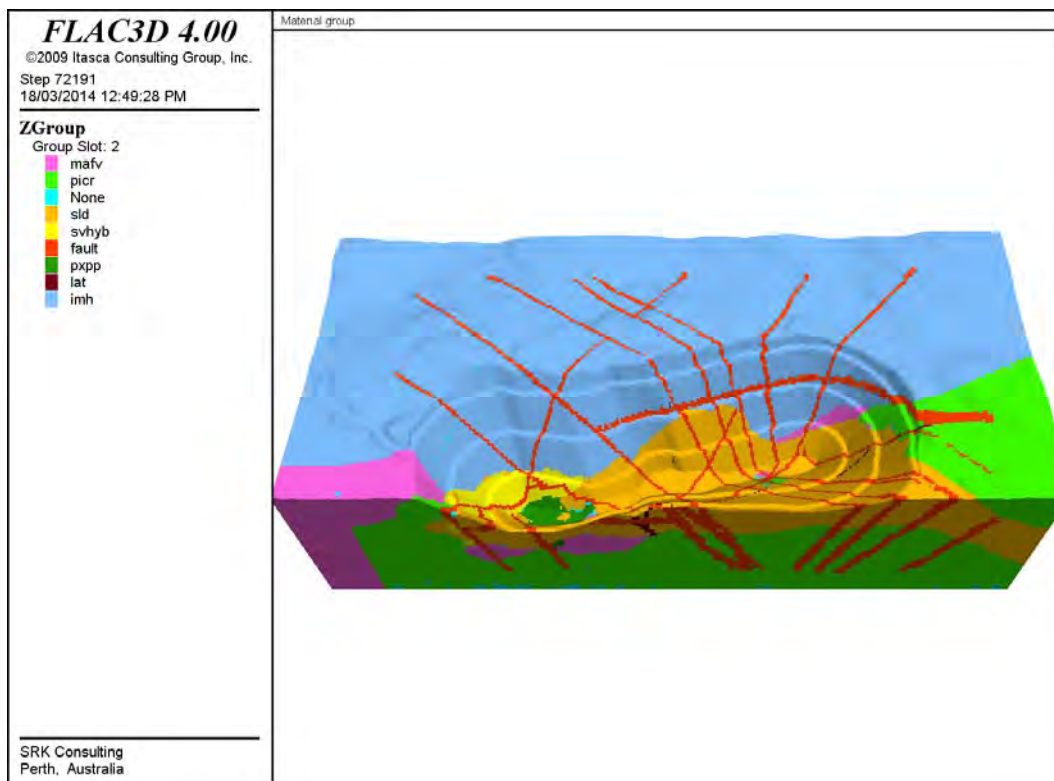 FLAC3D 4.00
©2009 Itasca Consulting Group, Inc.
Step 72191
18/03/2014 12:49:28 PM
ZGroup
Group Slot: 2
mafv
picr
None
sld
svhyb
fault
pxpp
lat
imh
SRK Consulting
Perth, Australia
Material group